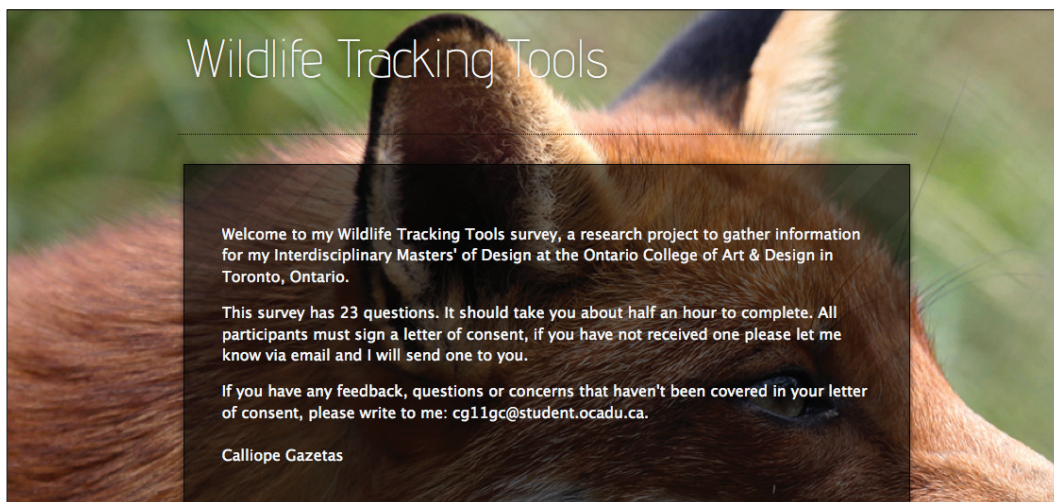 Wildlife Tracking Tools
Welcome to my Wildlife Tracking Tools survey, a research project to gather information
for my Interdisciplinary Masters' of Design at the Ontario College of Art & Design in
Toronto, Ontario.
This survey has 23 questions. It should take you about half an hour to complete. All
participants must sign a letter of consent, if you have not received one please let me
know via email and I will send one to you.
If you have any feedback, questions or concerns that haven't been covered in your letter
of consent, please write to me: cg11gc@student.ocadu.ca.
Calliope Gazetas